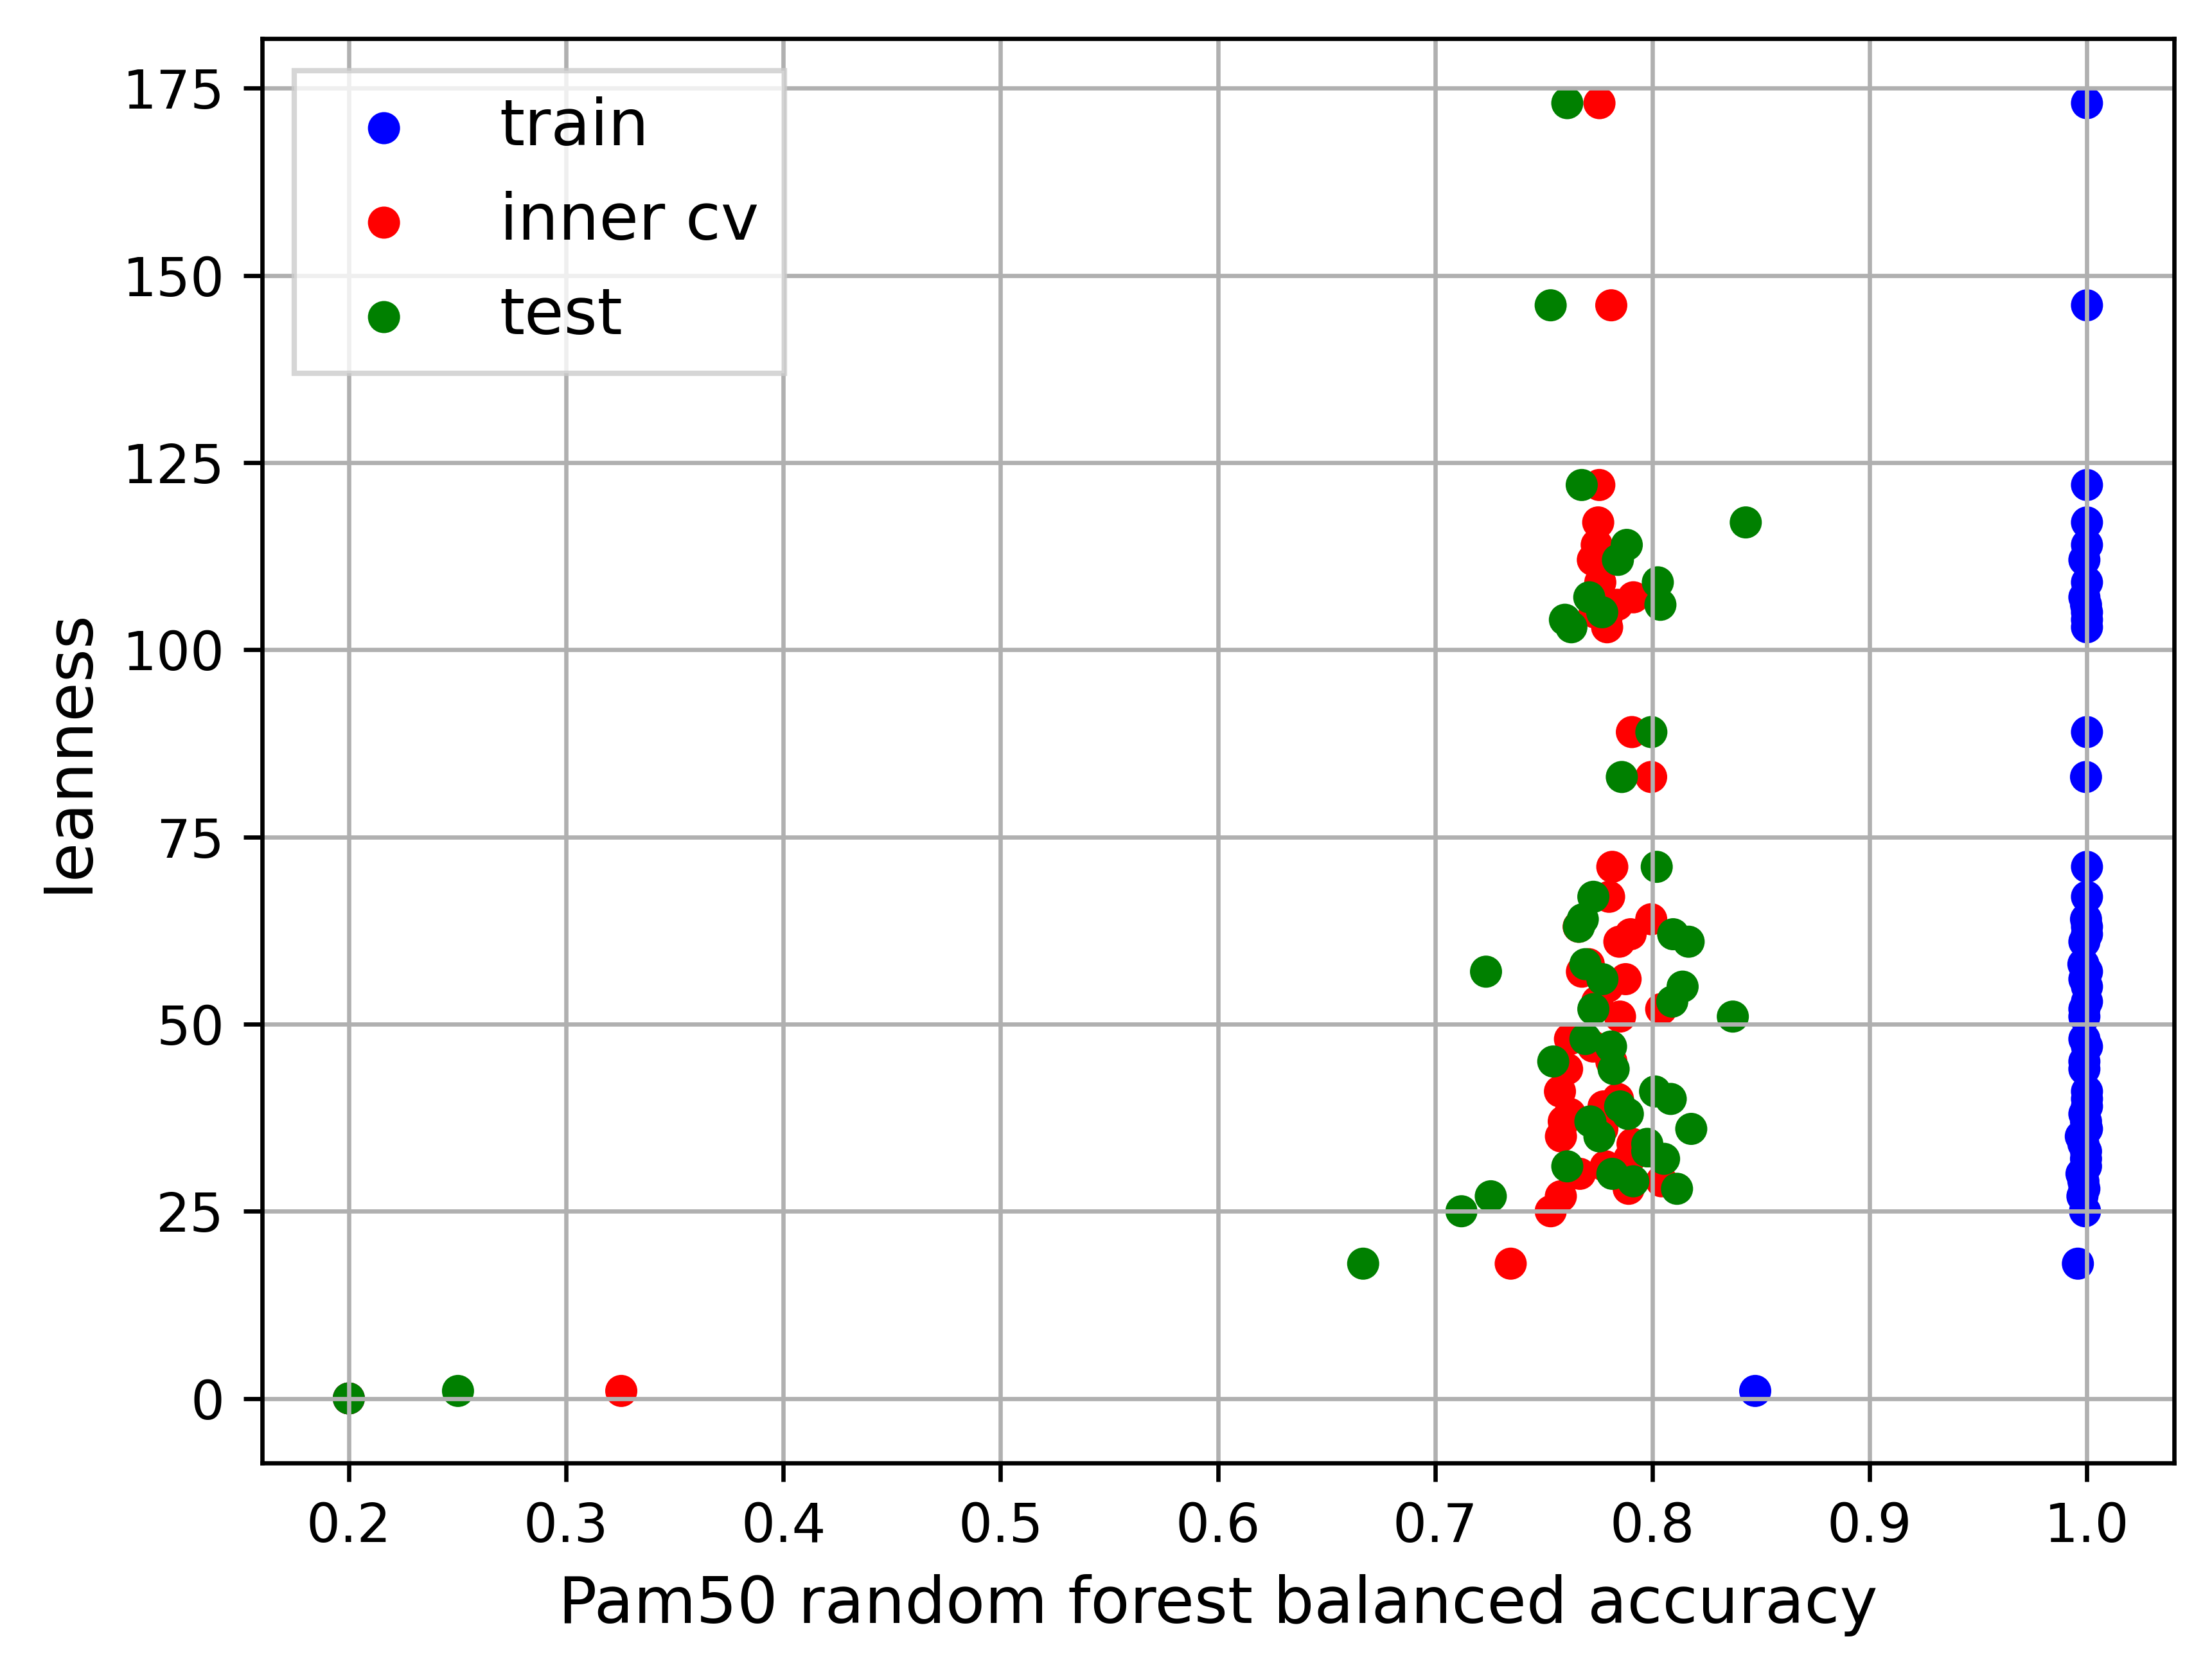 train
inner cv
test
175
150
125
100
75
50
25
0
leanness
0.2 0.3 0.4 0.5 0.6 0.7 0.8 0.9 1.0
Pam50 random forest balanced accuracy